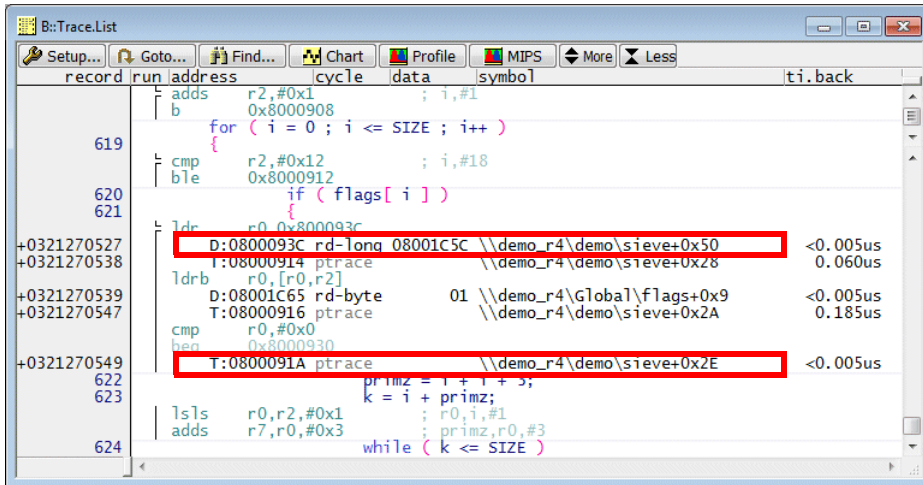 B::Trace.List
Setup... Goto... Find... Chart Profile MIPS More Less
record run address cycle data symbol ti.back
adds r2,#0x1 ; i,#1
b 0x8000908
for ( i = 0 ; i <= SIZE ; i++ )
619 {
cmp r2,#0x12 ; i,#18
ble 0x8000912
620 if ( flags[ i ] )
621 {
ldr r0,0x800093C
+0321270527 D:0800093C rd-long 08001C5C \\demo_r4\demo\sieve+0x50 <0.005us
+0321270538 T:08000914 ptrace \\demo_r4\demo\sieve+0x28 0.060us
ldrb r0,[r0,r2]
+0321270539 D:08001C65 rd-byte 01 \\demo_r4\Global\flags+0x9 <0.005us
+0321270547 T:08000916 ptrace \\demo_r4\demo\sieve+0x2A 0.185us
cmp r0,#0x0
beq 0x8000930
+0321270549 T:0800091A ptrace \\demo_r4\demo\sieve+0x2E <0.005us
622 primz = i + i + 3;
623 k = i + primz;
lsls r0,r2,#0x1 ; r0,i,#1
adds r7,r0,#0x3 ; primz,r0,#3
624 while ( k <= SIZE )